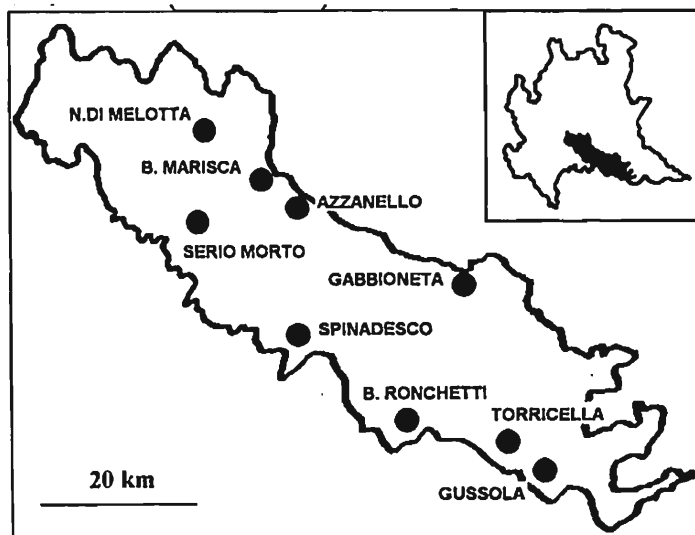 N.DI MELOTTA
B. MARISCA
AZZANELLO
SERIO MORTO
GABBIONETA
SPINADESCO
B. RONCHETTI
TORRICELLA
20 km
GUSSOLA